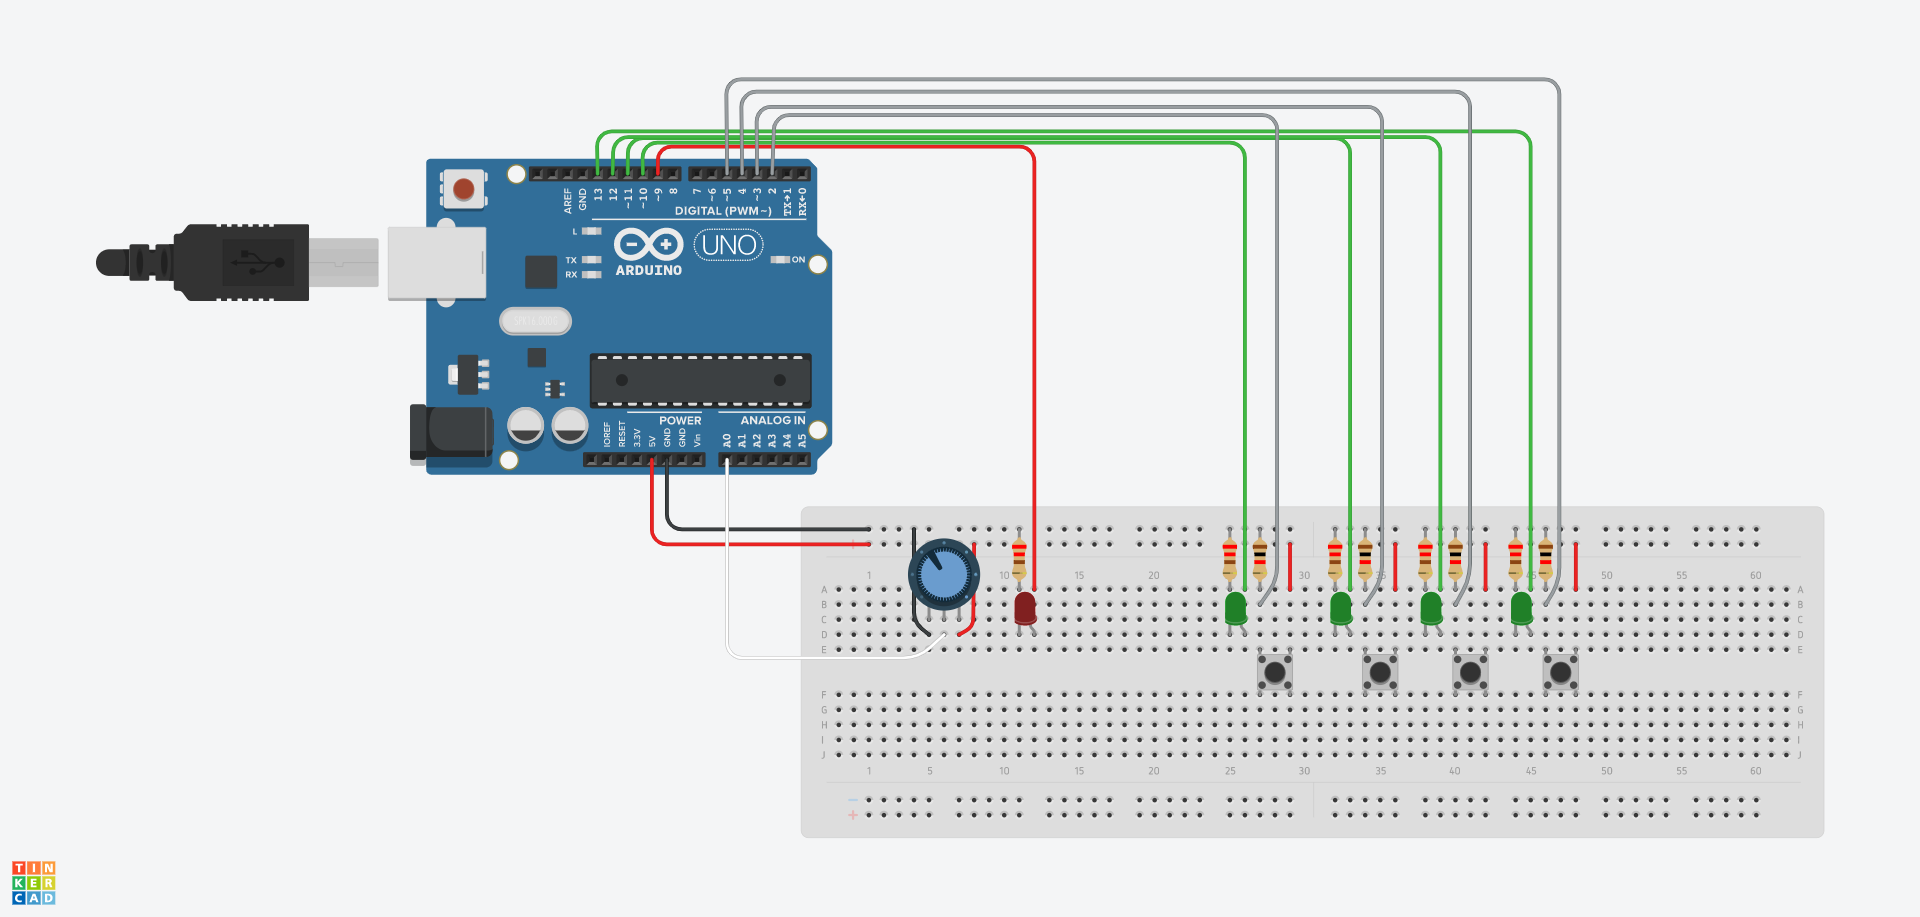 AREF
GND
13
12
~11
~10
~9
8
7
~6
~5
4
~3
2
TX→1
RX←0
DIGITAL (PWM~)
L
TX
RX
ARDUINO
UNO
ON
POWER
ANALOG IN
IOREF
RESET
3.3V
5V
GND
GND
Vin
A0
A1
A2
A3
A4
A5
1 10 15 20 30 35 45 50 55 60
A A
B B
C C
D D
E E
F F
G G
H H
I I
J J
1 5 10 15 20 25 30 35 40 45 50 55 60
−
+
TIN
KER
CAD